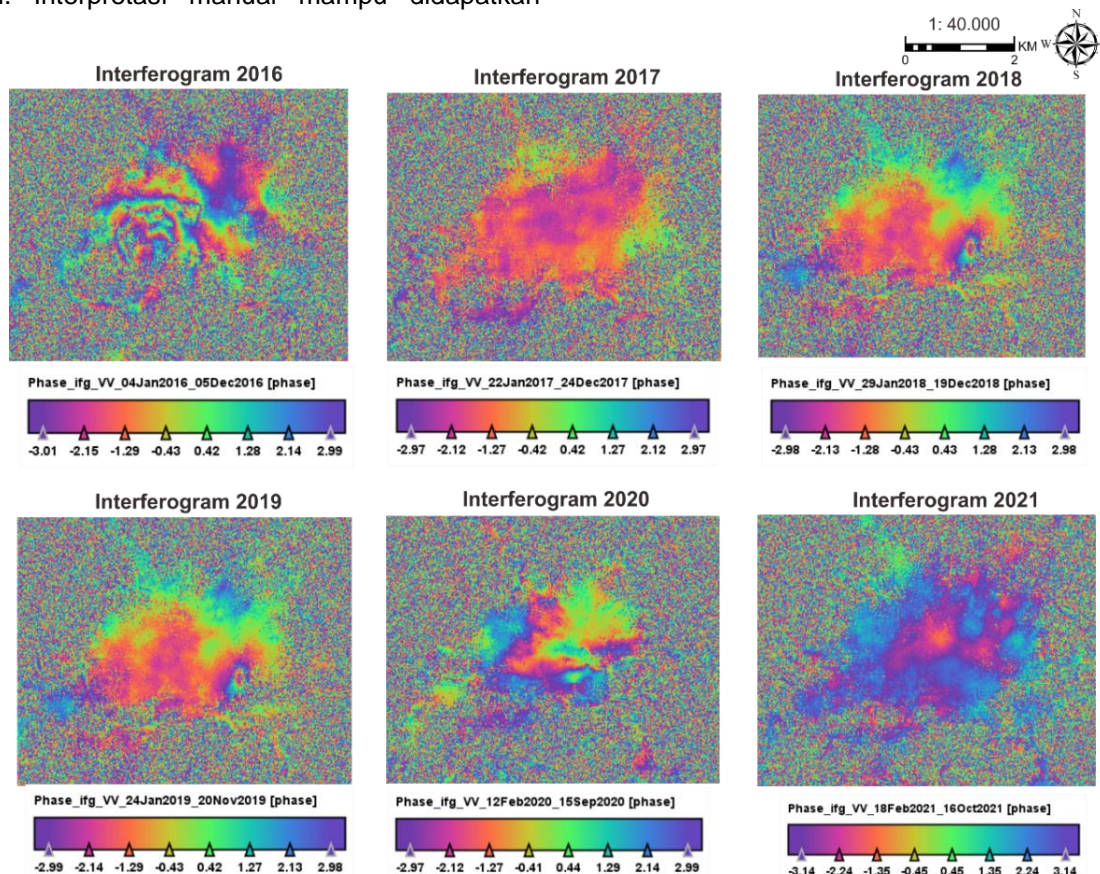 Interpretasi manual mampu didapatkan
1: 40.000
KM
0 2
N
W
S
Interferogram 2016
Interferogram 2017
Interferogram 2018
Phase_ifg_VV_04Jan2016_05Dec2016 [phase]
-3.01 -2.15 -1.29 -0.43 0.42 1.28 2.14 2.99
Phase_ifg_VV_22Jan2017_24Dec2017 [phase]
-2.97 -2.12 -1.27 -0.42 0.42 1.27 2.12 2.97
Phase_ifg_VV_29Jan2018_19Dec2018 [phase]
-2.98 -2.13 -1.28 -0.43 0.43 1.28 2.13 2.98
Interferogram 2019
Interferogram 2020
Interferogram 2021
Phase_ifg_VV_24Jan2019_20Nov2019 [phase]
-2.99 -2.14 -1.29 -0.43 0.42 1.27 2.13 2.98
Phase_ifg_VV_12Feb2020_15Sep2020 [phase]
-2.97 -2.12 -1.27 -0.41 0.44 1.29 2.14 2.99
Phase_ifg_VV_18Feb2021_16Oct2021 [phase]
-3.14 -2.24 -1.35 -0.45 0.45 1.35 2.24 3.14